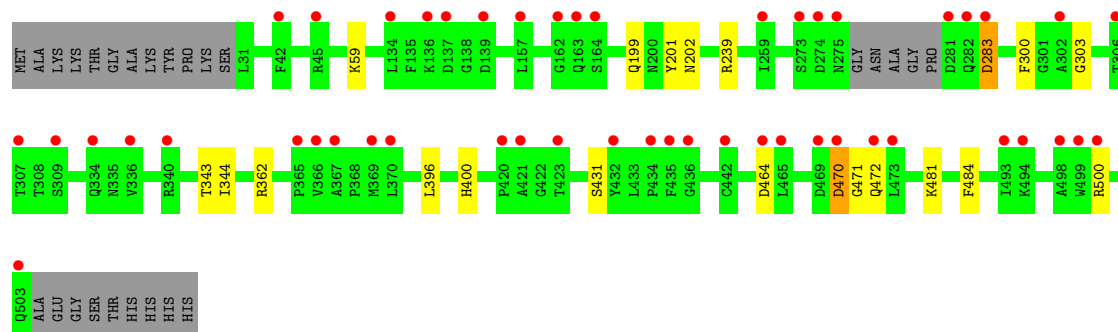 MET ALA LYS LYS THR GLY ALA LYS TYR PRO LYS SER L31 F42 R45 K59 L134 F135 K136 D137 G138 D139 L157 G162 Q163 S164 Q199 N200 Y201 N202 R239 I259 S273 D274 N275 GLY ASN ALA GLY PRO D281 Q282 D283 F300 G301 A302 G303 T306
T307 T308 S309 Q334 N335 V336 R340 T343 I344 R362 P365 V366 A367 P368 M369 L370 L396 H400 P420 A421 G422 T423 S431 Y432 L433 P434 F435 G436 C442 D464 L465 D469 D470 G471 Q472 L473 K481 F484 I493 K494 A498 W499 R500
Q503 ALA GLU GLY SER THR HIS HIS HIS HIS